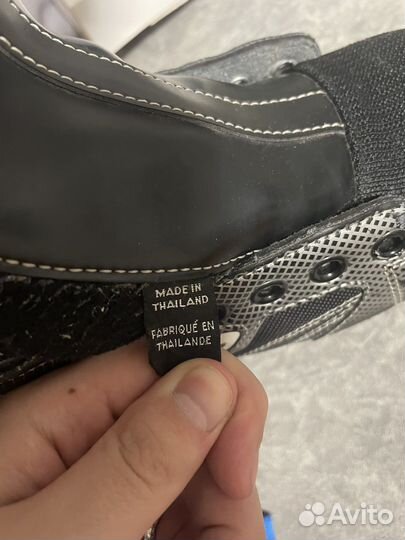 MADE IN
THAILAND
FABRIQUÉ EN
THAILANDE
Avito